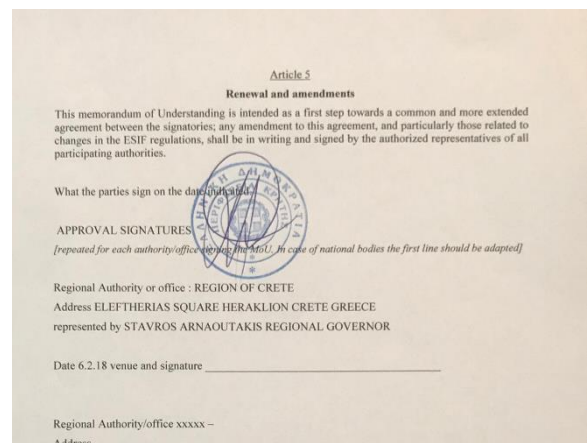 Article 5
Renewal and amendments
This memorandum of Understanding is intended as a first step towards a common and more extended
agreement between the signatories; any amendment to this agreement, and particularly those related to
changes in the ESIF regulations, shall be in writing and signed by the authorized representatives of all
participating authorities.
What the parties sign on the date indicated
ΕΛΛΗΝΙΚΗ ΔΗΜΟΚΡΑΤΙΑ
ΠΕΡΙΦ ΚΡΗΤΗΣ
APPROVAL SIGNATURES
[repeated for each authority/office signing the MoU. In case of national bodies the first line should be adapted]
Regional Authority or office : REGION OF CRETE
Address ELEFTHERIAS SQUARE HERAKLION CRETE GREECE
represented by STAVROS ARNAOUTAKIS REGIONAL GOVERNOR
Date 6.2.18 venue and signature
Regional Authority/office xxxxx –
Address